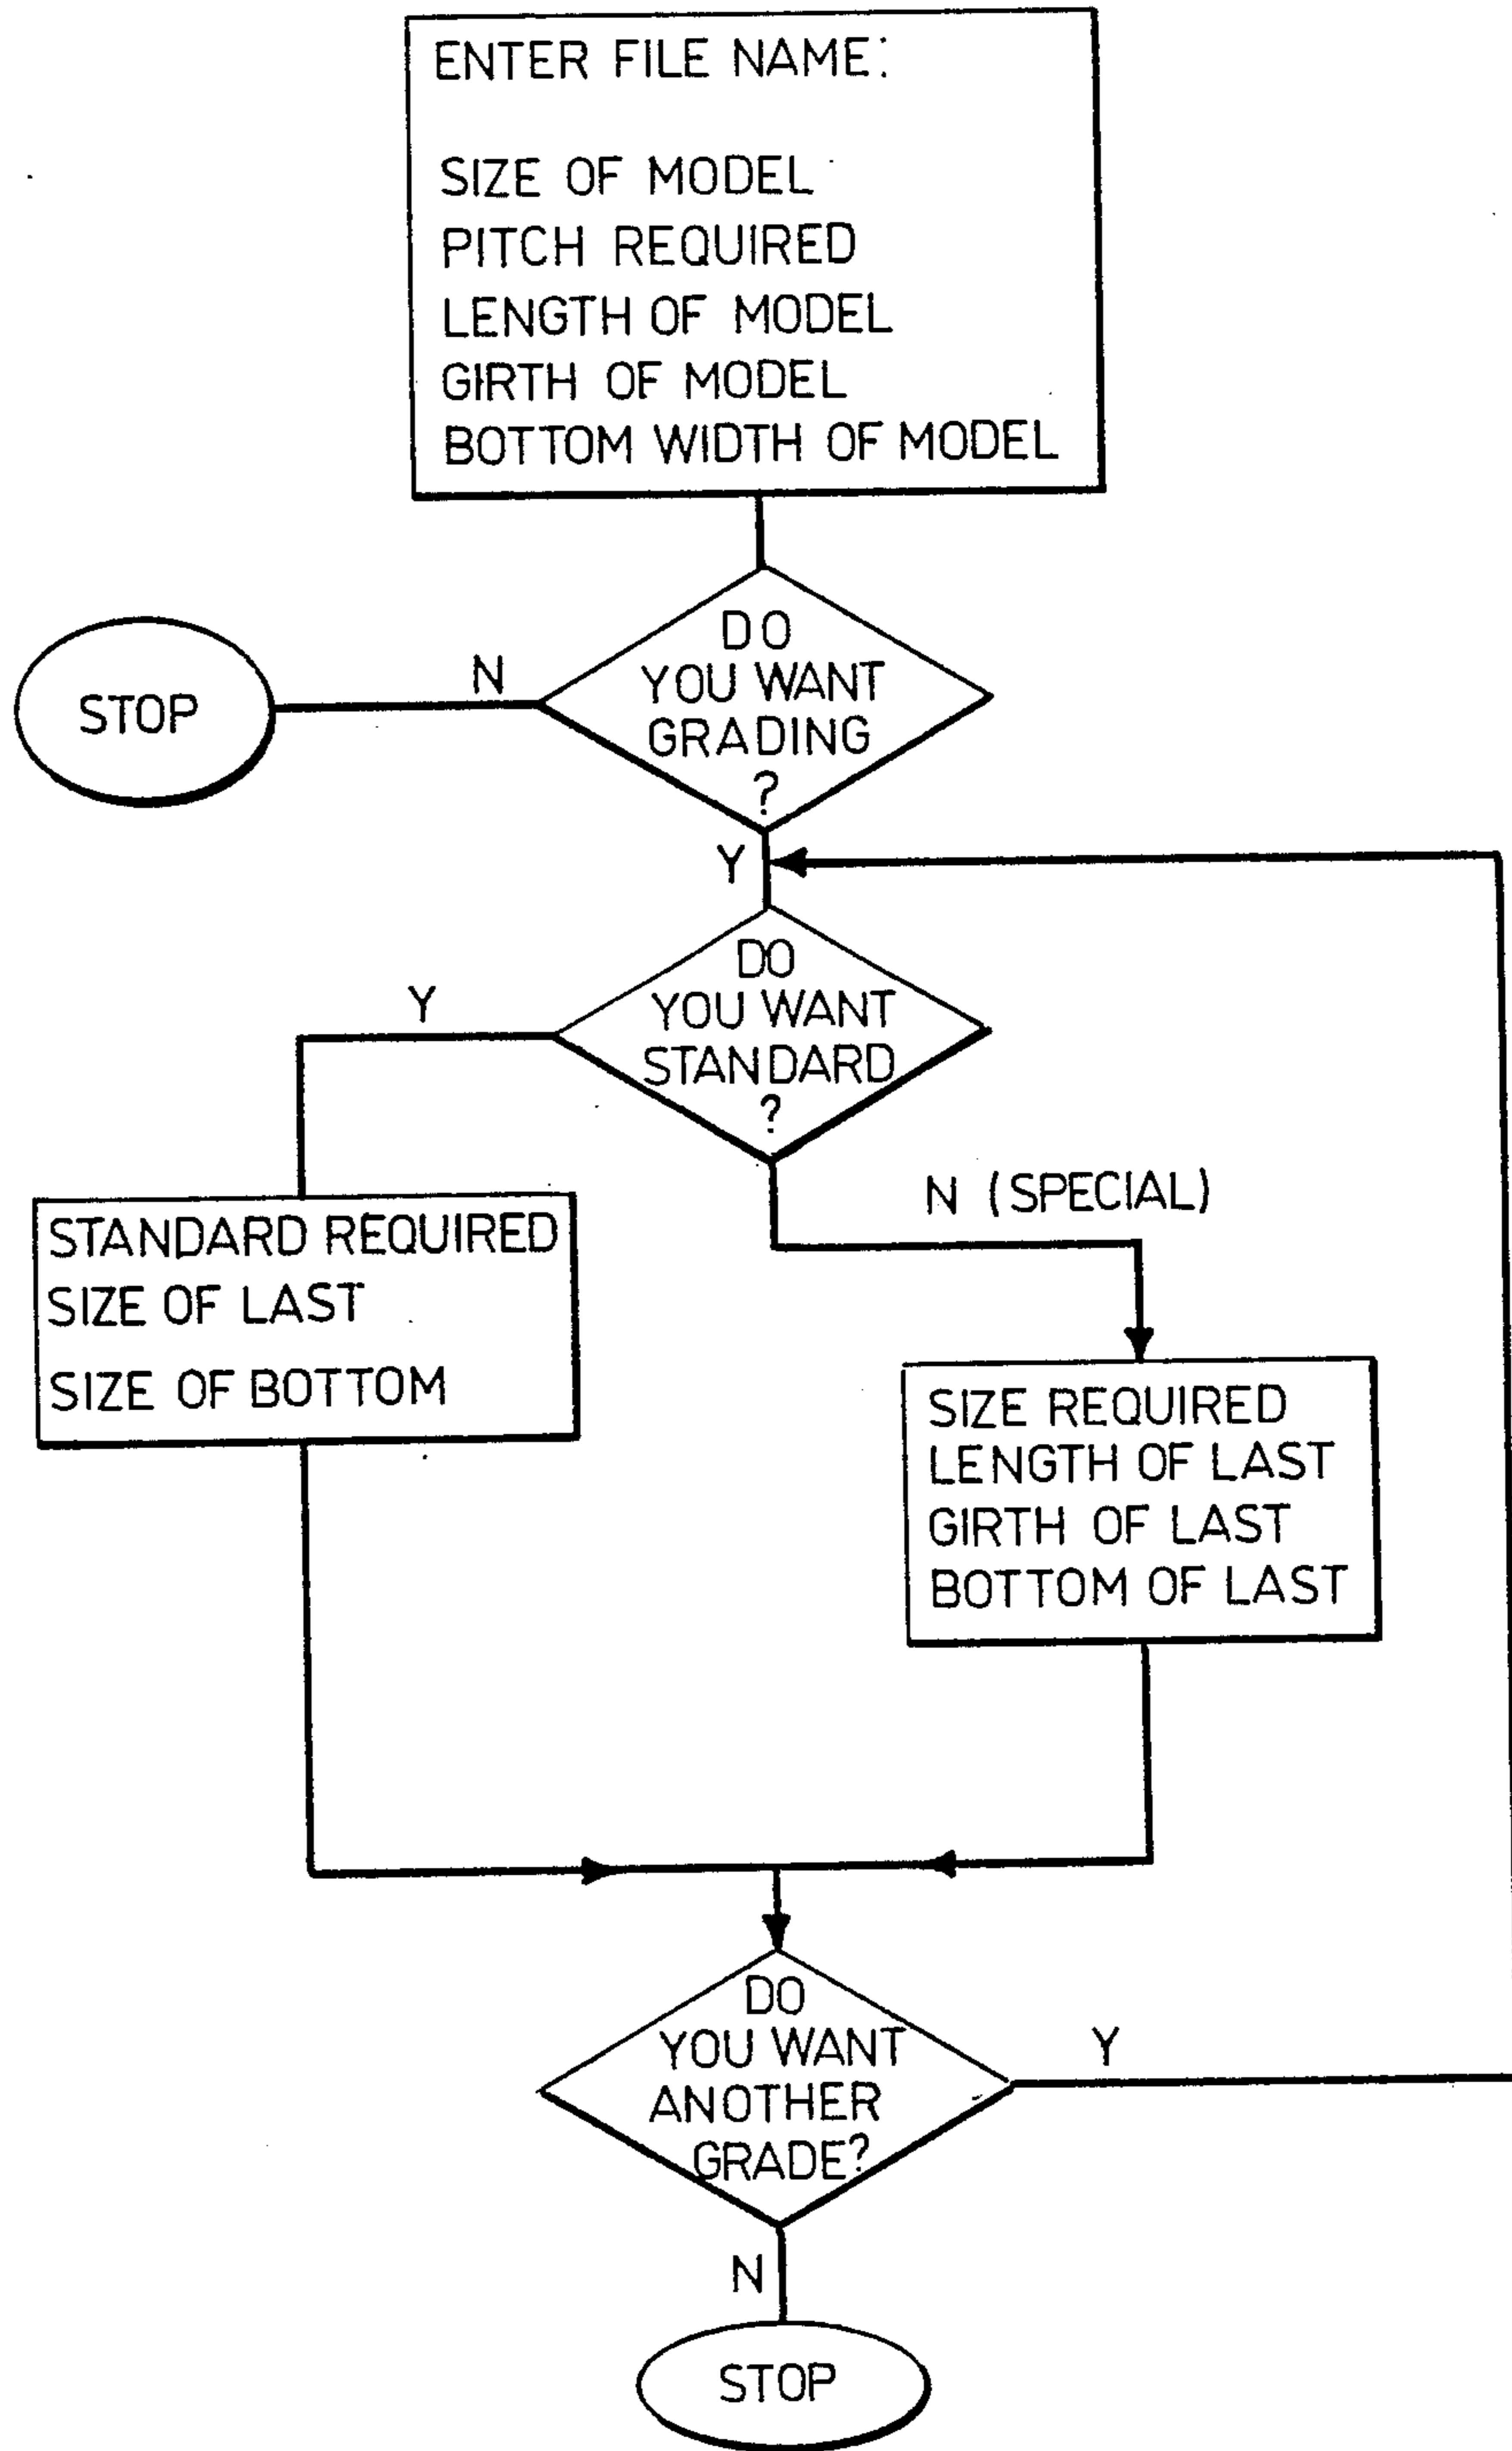 ENTER FILE NAME:
SIZE OF MODEL
PITCH REQUIRED
LENGTH OF MODEL
GIRTH OF MODEL
BOTTOM WIDTH OF MODEL
DO
YOU WANT
GRADING
?
N
STOP
Y
DO
YOU WANT
STANDARD
?
Y
N (SPECIAL)
STANDARD REQUIRED
SIZE OF LAST
SIZE OF BOTTOM
SIZE REQUIRED
LENGTH OF LAST
GIRTH OF LAST
BOTTOM OF LAST
DO
YOU WANT
ANOTHER
GRADE?
Y
N
STOP